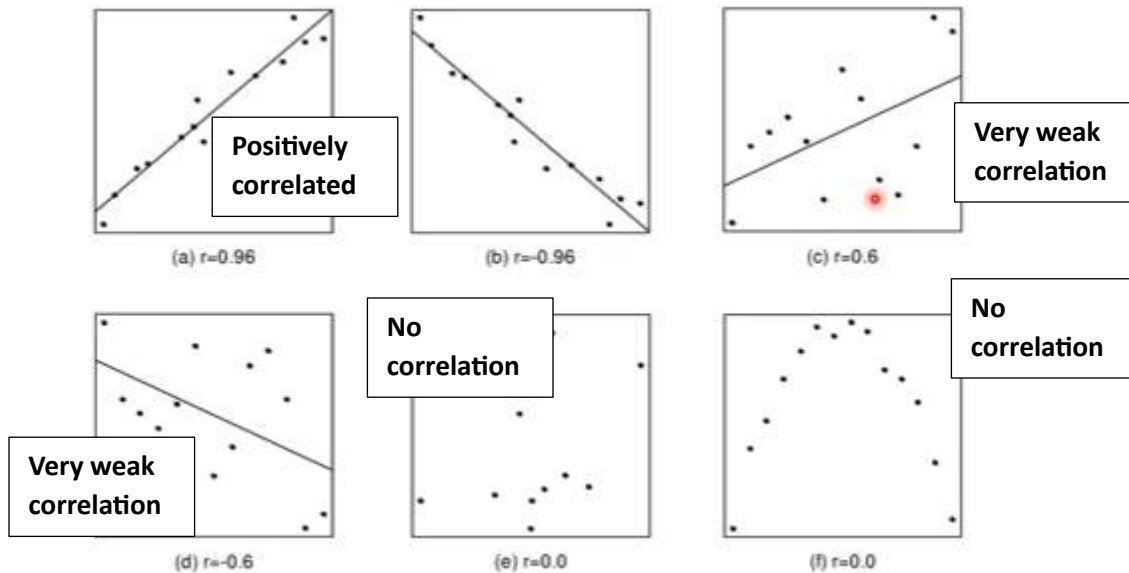 Positively
correlated
Very weak
correlation
(a) r=0.96
(b) r=-0.96
(c) r=0.6
No
correlation
No
correlation
Very weak
correlation
(d) r=-0.6
(e) r=0.0
(f) r=0.0